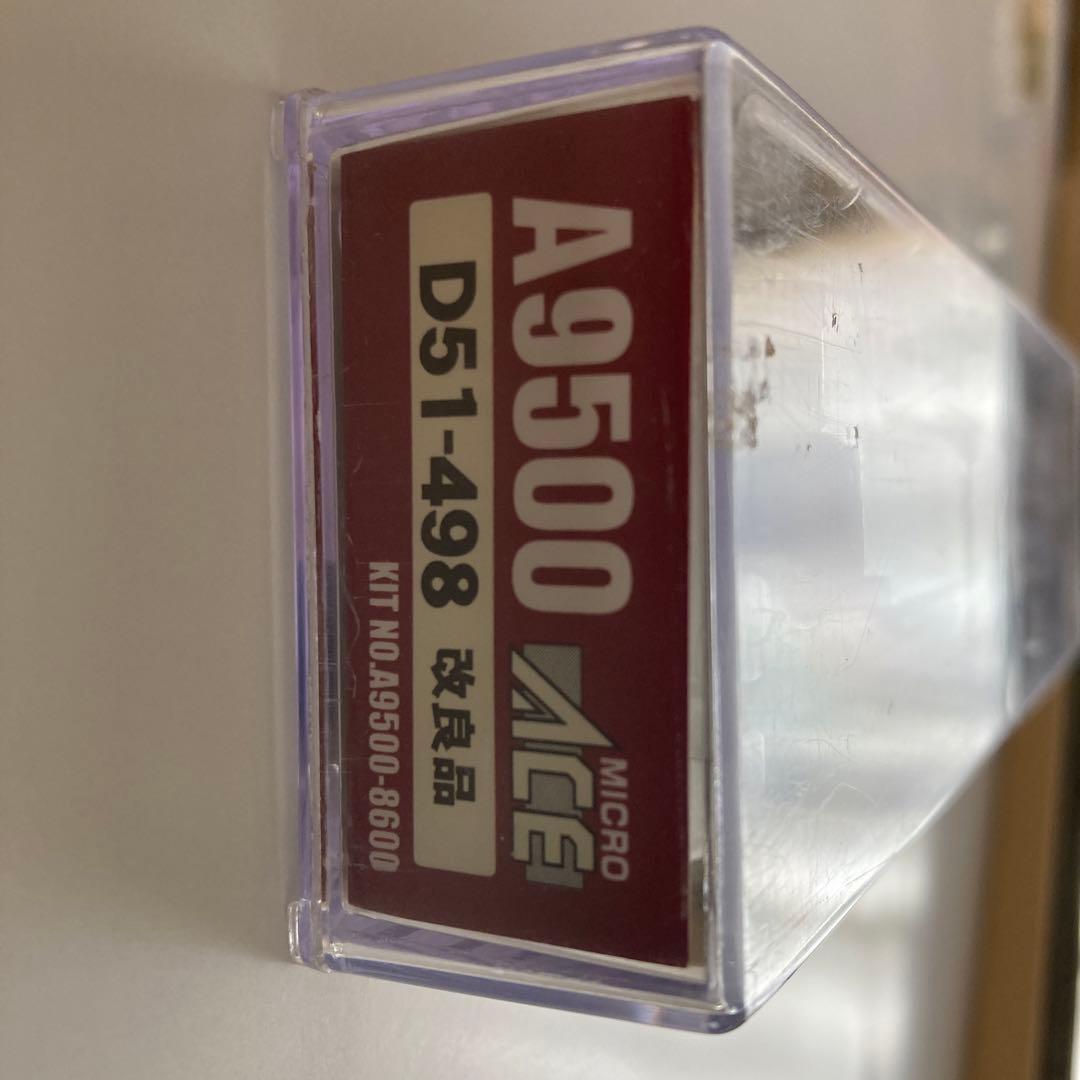 A9500
MICRO
ACE
D51-498 改良品
KIT NO.A9500-8600